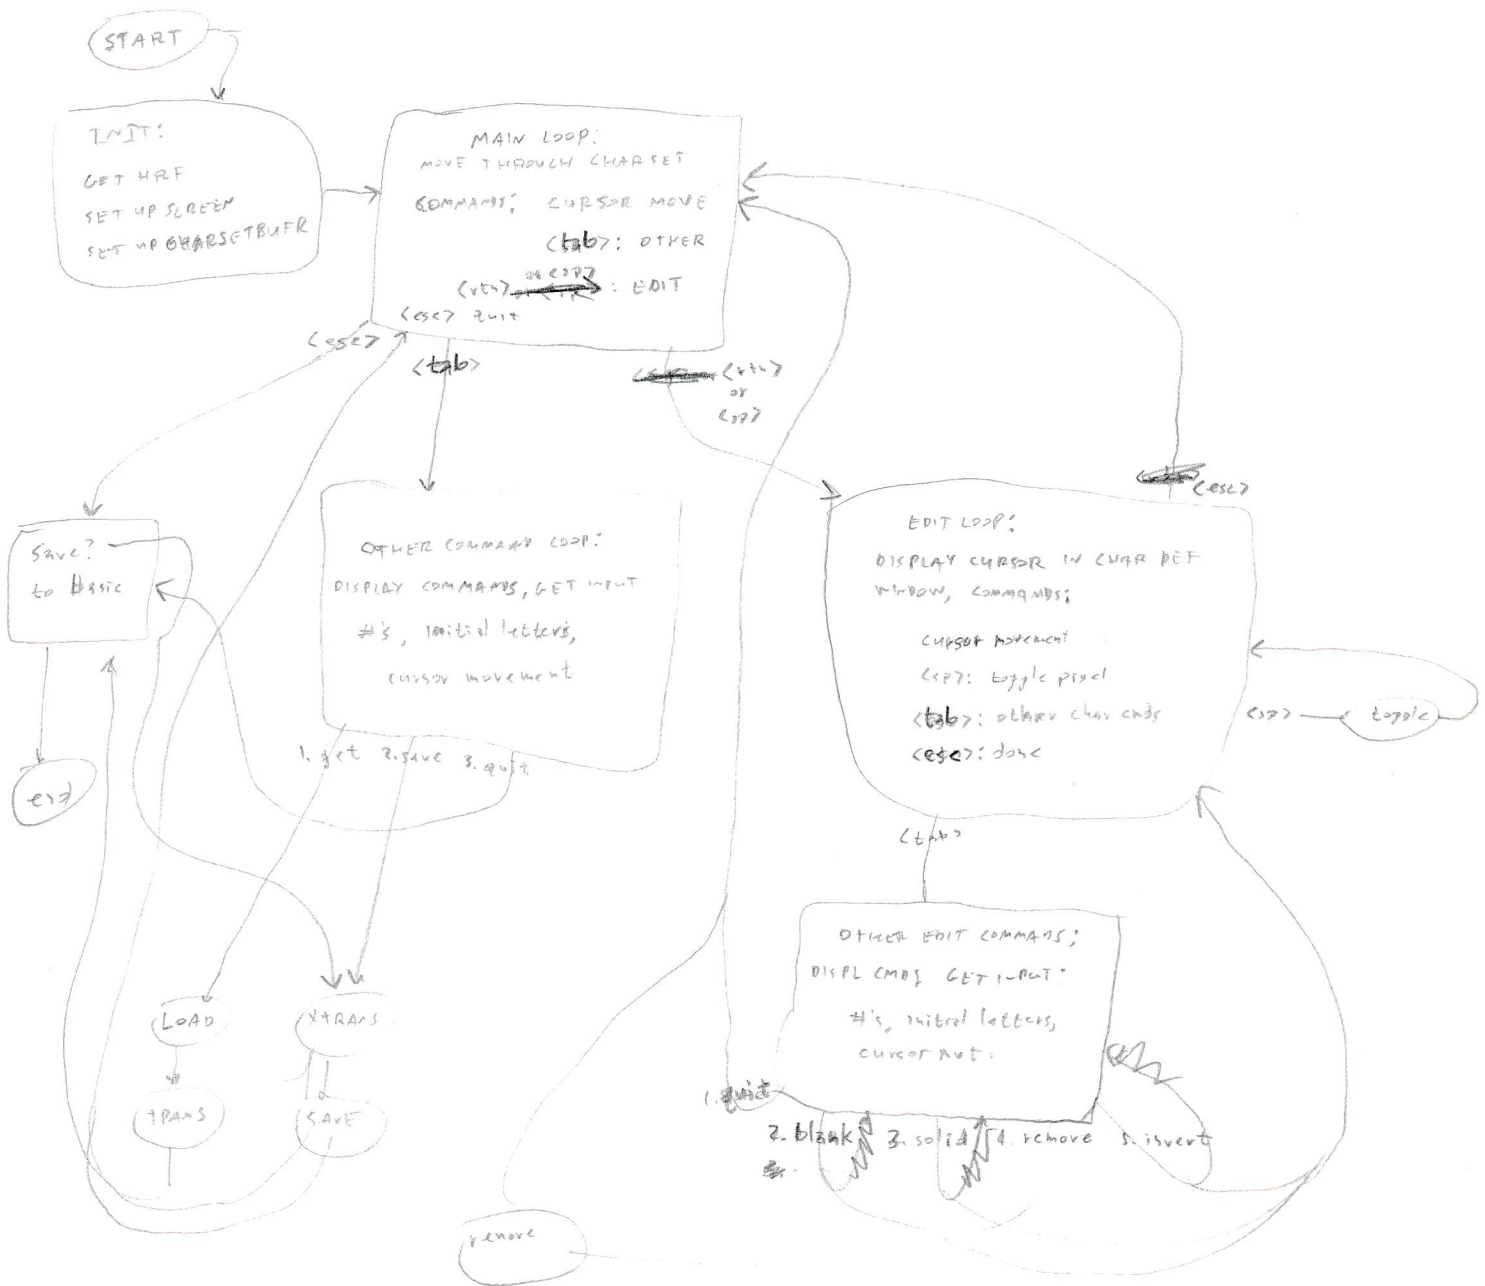 START
INIT:
GET HRF
SET UP SCREEN
SET UP CHARSETBUFR
MAIN LOOP:
MOVE THROUGH CHARSET
COMMANDS: CURSOR MOVE
<tab>: OTHER
or <sp>
<rtn> : EDIT
<esc> quit
<esc>
<tab>
<rtn>
or
<sp>
save?
to basic
end
OTHER COMMAND LOOP:
DISPLAY COMMANDS, GET INPUT
#'s, initial letters,
cursor movement
1. get 2. save 3. quit
LOAD
XTRANS
TRANS
SAVE
<esc>
EDIT LOOP:
DISPLAY CURSOR IN CHAR DEF
WINDOW, COMMANDS:
cursor movement
<sp>: toggle pixel
<tab>: other char cmds
<esc>: done
<sp>
toggle
<tab>
OTHER EDIT COMMANDS:
DISPL CMDS GET INPUT:
#'s, initial letters,
cursor mvt.
1. quit
2. blank 3. solid 4. remove 5. invert
remove